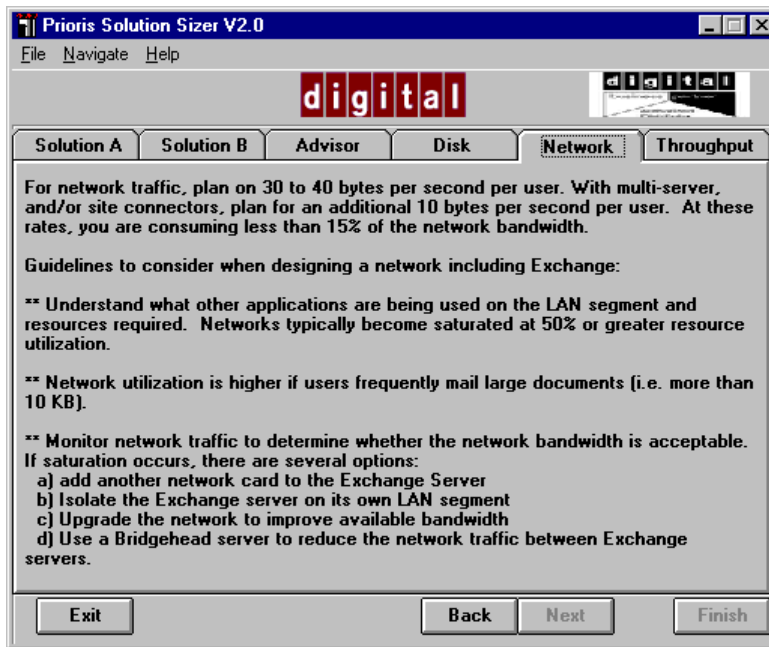 Prioris Solution Sizer V2.0
File Navigate Help
digital
digital
Solution A Solution B Advisor Disk Network Throughput
For network traffic, plan on 30 to 40 bytes per second per user. With multi-server,
and/or site connectors, plan for an additional 10 bytes per second per user. At these
rates, you are consuming less than 15% of the network bandwidth.
Guidelines to consider when designing a network including Exchange:
** Understand what other applications are being used on the LAN segment and
resources required. Networks typically become saturated at 50% or greater resource
utilization.
** Network utilization is higher if users frequently mail large documents (i.e. more than
10 KB).
** Monitor network traffic to determine whether the network bandwidth is acceptable.
If saturation occurs, there are several options:
a) add another network card to the Exchange Server
b) Isolate the Exchange server on its own LAN segment
c) Upgrade the network to improve available bandwidth
d) Use a Bridgehead server to reduce the network traffic between Exchange
servers.
Exit Back Next Finish